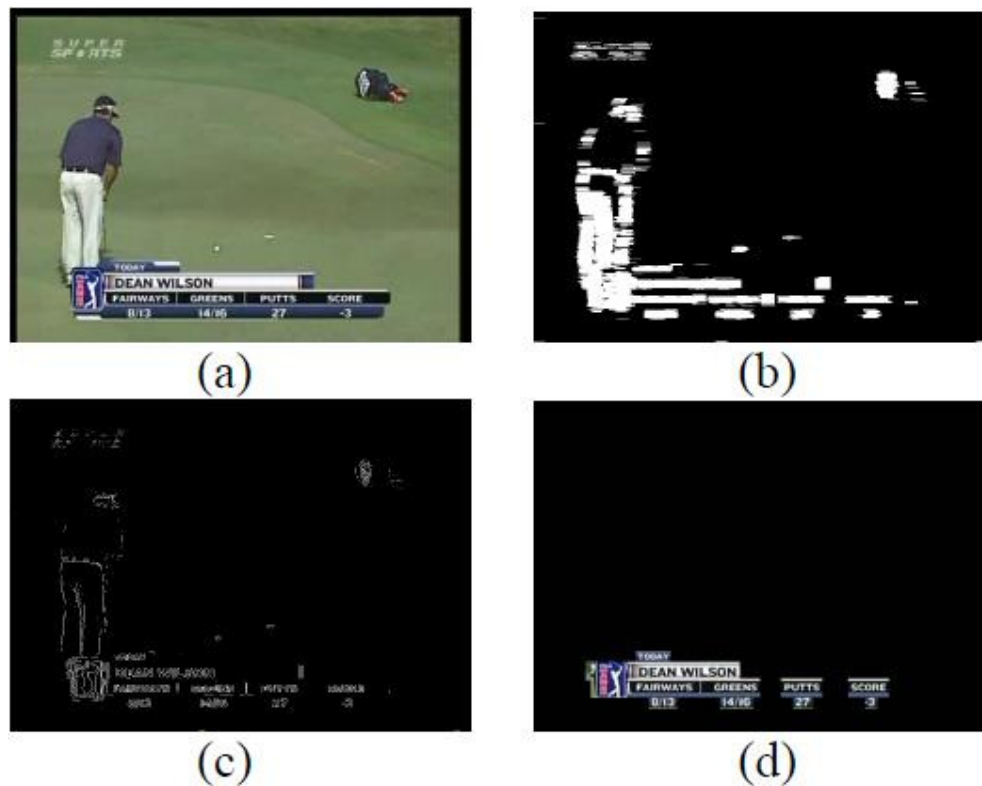 SUPER
SPORTS
TODAY
DEAN WILSON
FAIRWAYS GREENS PUTTS SCORE
8/13 14/16 27 -3
(a)
(b)
TODAY
DEAN WILSON
FAIRWAYS GREENS PUTTS SCORE
8/13 14/16 27 -3
(c)
(d)